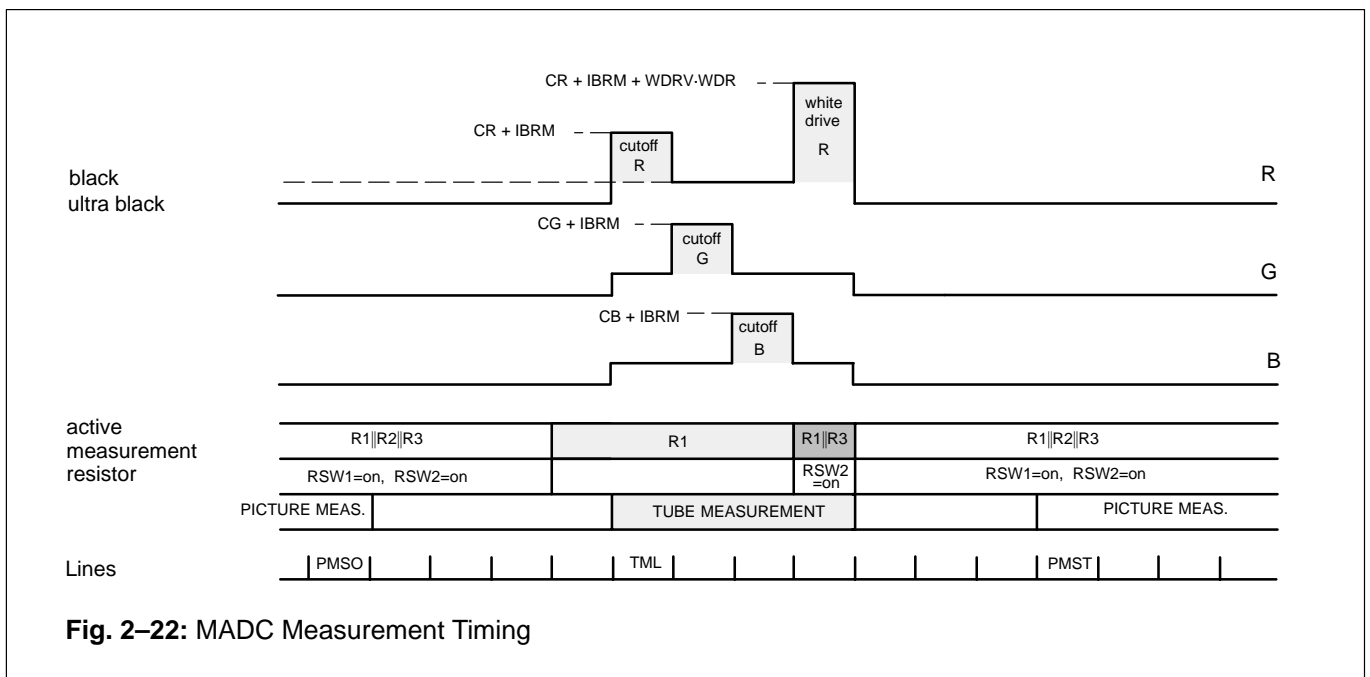 CR + IBRM + WDRV·WDR
white
drive
R
CR + IBRM
cutoff
R
black
ultra black
R
CG + IBRM
cutoff
G
G
CB + IBRM
cutoff
B
B
active
measurement
resistor
R1||R2||R3
R1
R1||R3
R1||R2||R3
RSW1=on, RSW2=on
RSW2
=on
RSW1=on, RSW2=on
PICTURE MEAS.
TUBE MEASUREMENT
PICTURE MEAS.
Lines
PMSO
TML
PMST
Fig. 2–22: MADC Measurement Timing